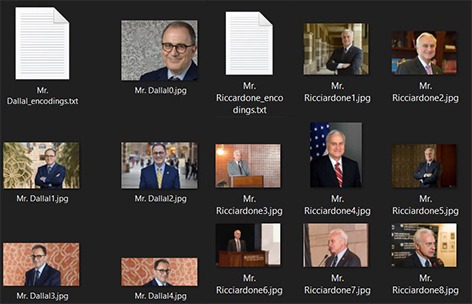 Mr.
Dallal_encodings.txt
Mr. Dallal0.jpg
Mr.
Riccardone_enco
dings.txt
Mr.
Ricciardone1.jpg
Mr.
Ricciardone2.jpg
Mr. Dallal1.jpg
Mr. Dallal2.jpg
Mr.
Ricciardone3.jpg
Mr.
Ricciardone4.jpg
Mr.
Ricciardone5.jpg
Mr. Dallal3.jpg
Mr. Dallal4.jpg
Mr.
Ricciardone6.jpg
Mr.
Ricciardone7.jpg
Mr.
Ricciardone8.jpg